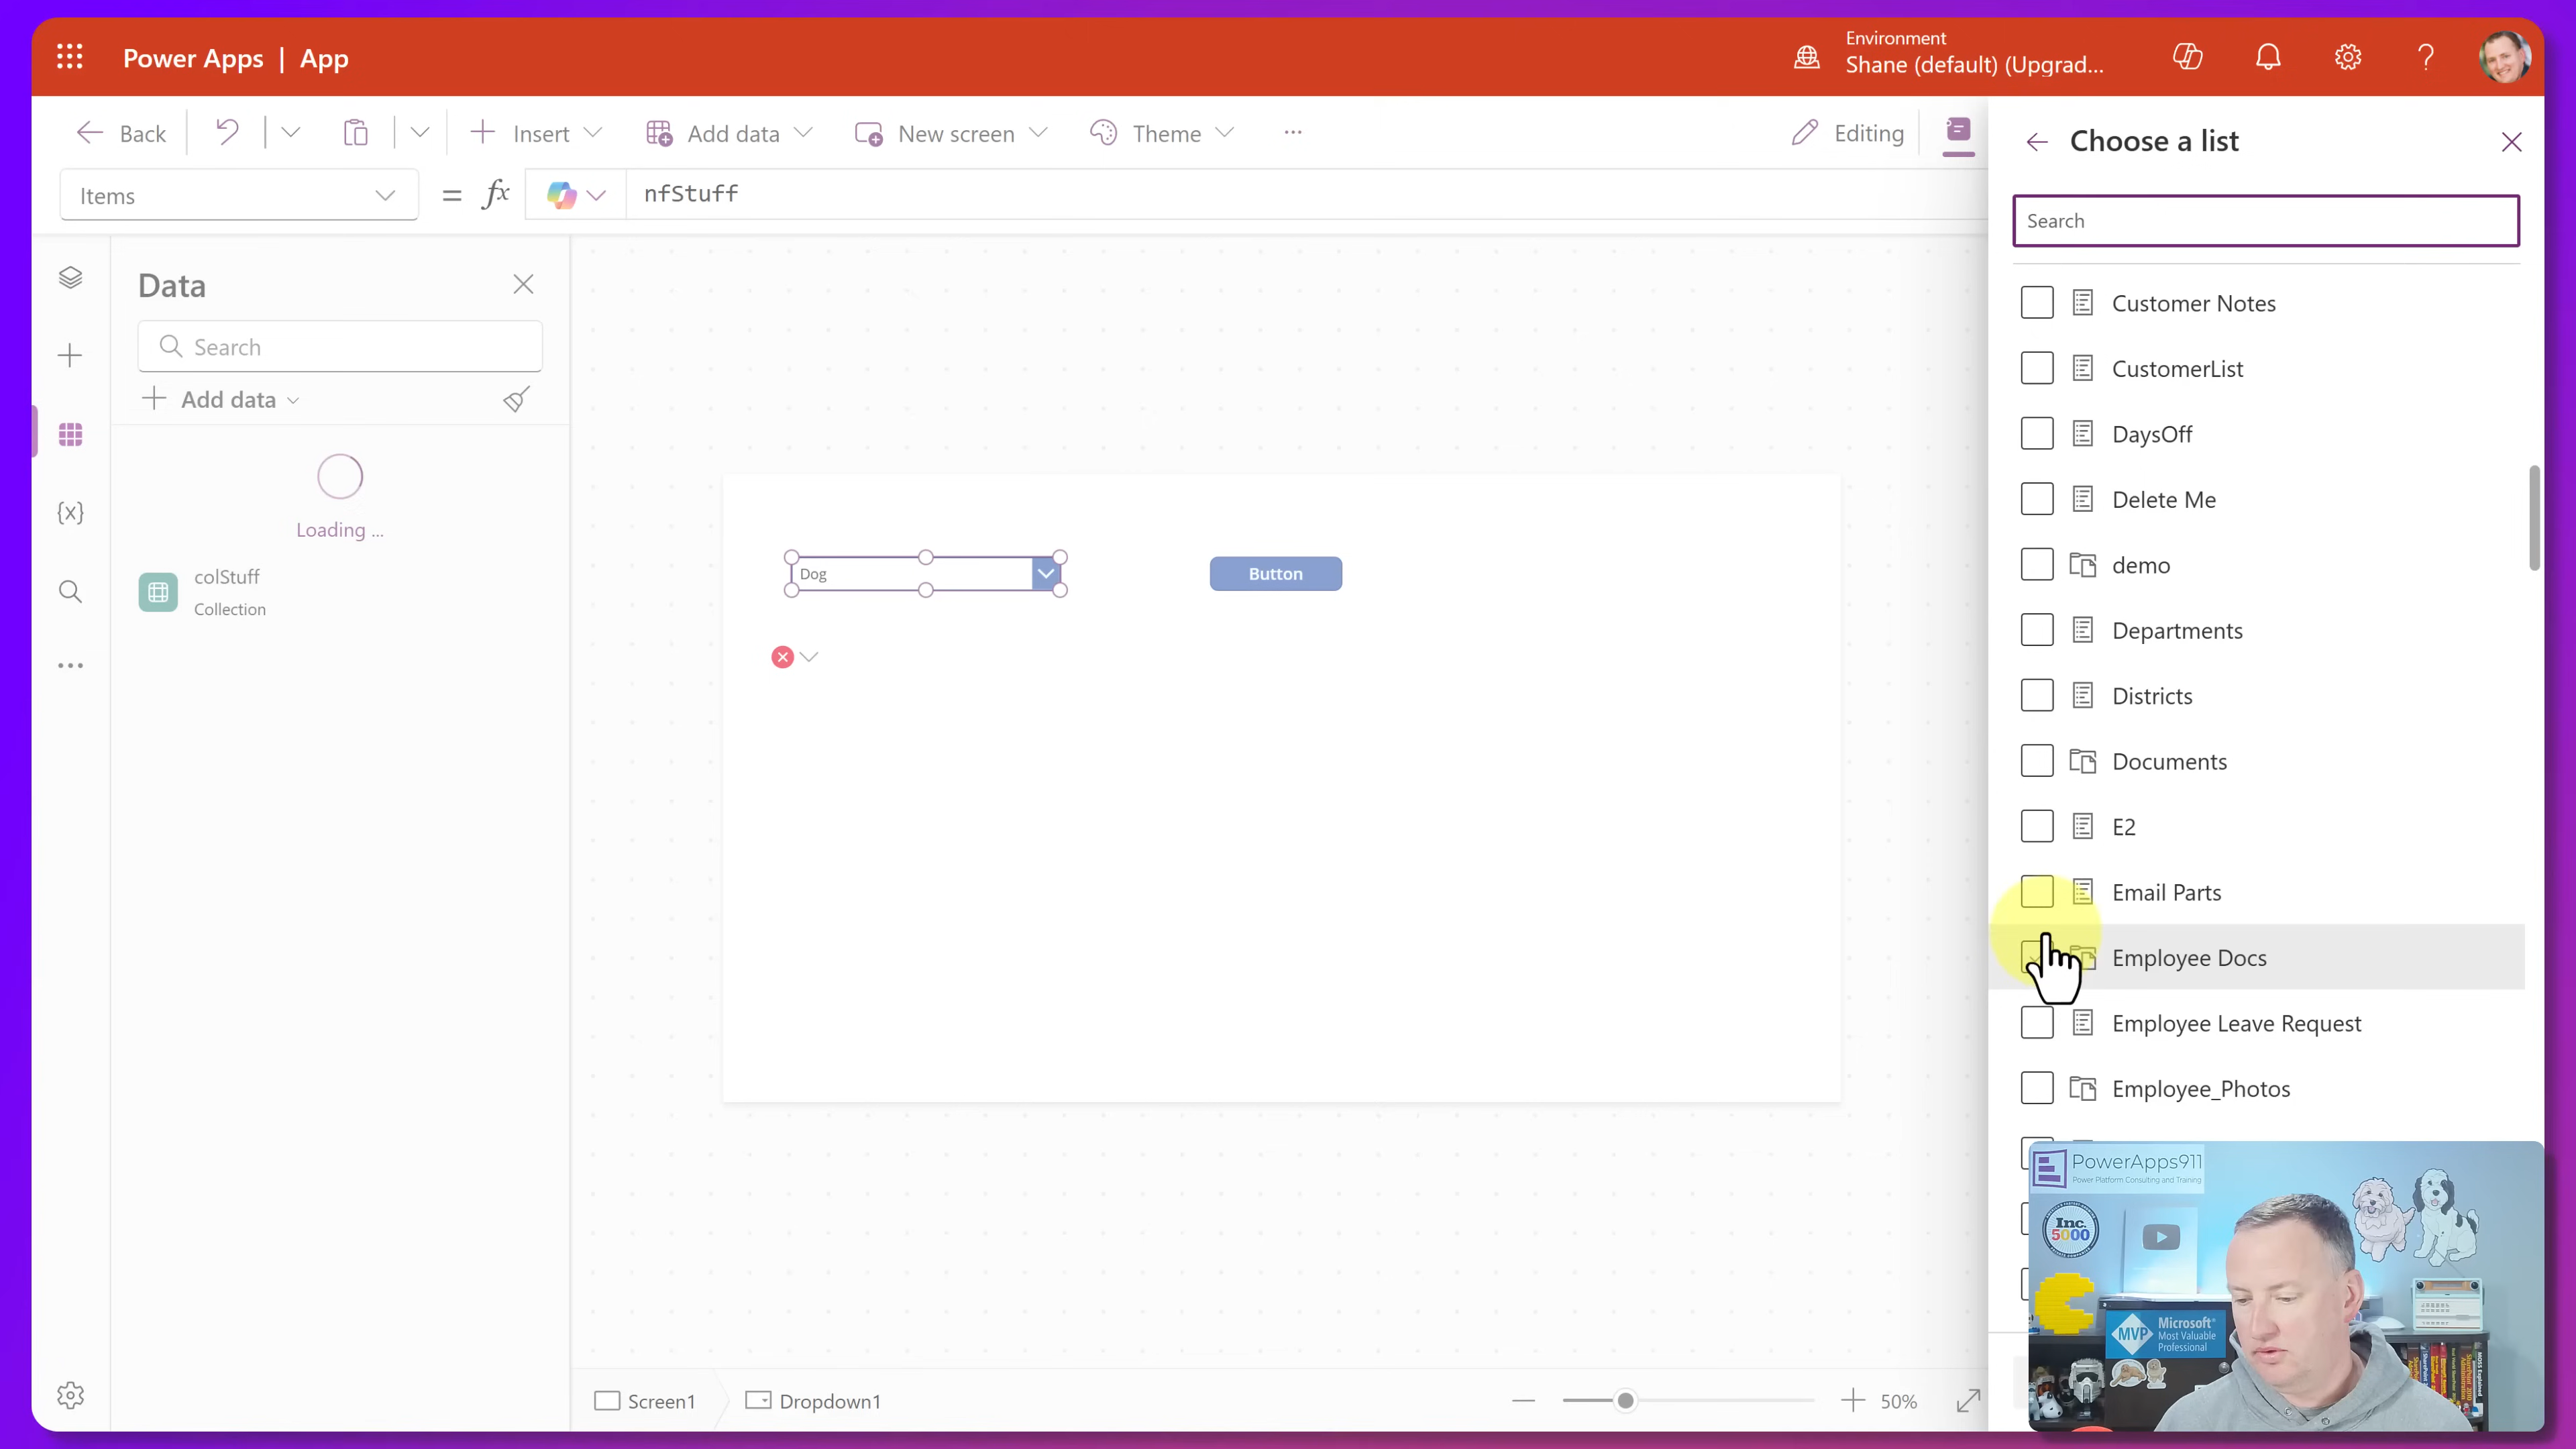 Power Apps | App
Environment
Shane (default) (Upgrad...
Back
Insert
Add data
New screen
Theme
...
Editing
Items
= fx
nfStuff
Data
Search
Add data
Loading ...
colStuff
Collection
Dog
Button
Screen1
Dropdown1
50%
Choose a list
Search
Customer Notes
CustomerList
DaysOff
Delete Me
demo
Departments
Districts
Documents
E2
Email Parts
Employee Docs
Employee Leave Request
Employee_Photos
PowerApps911
Power Platform Consulting and Training
Inc.
5000
MVP
Microsoft®
Most Valuable
Professional